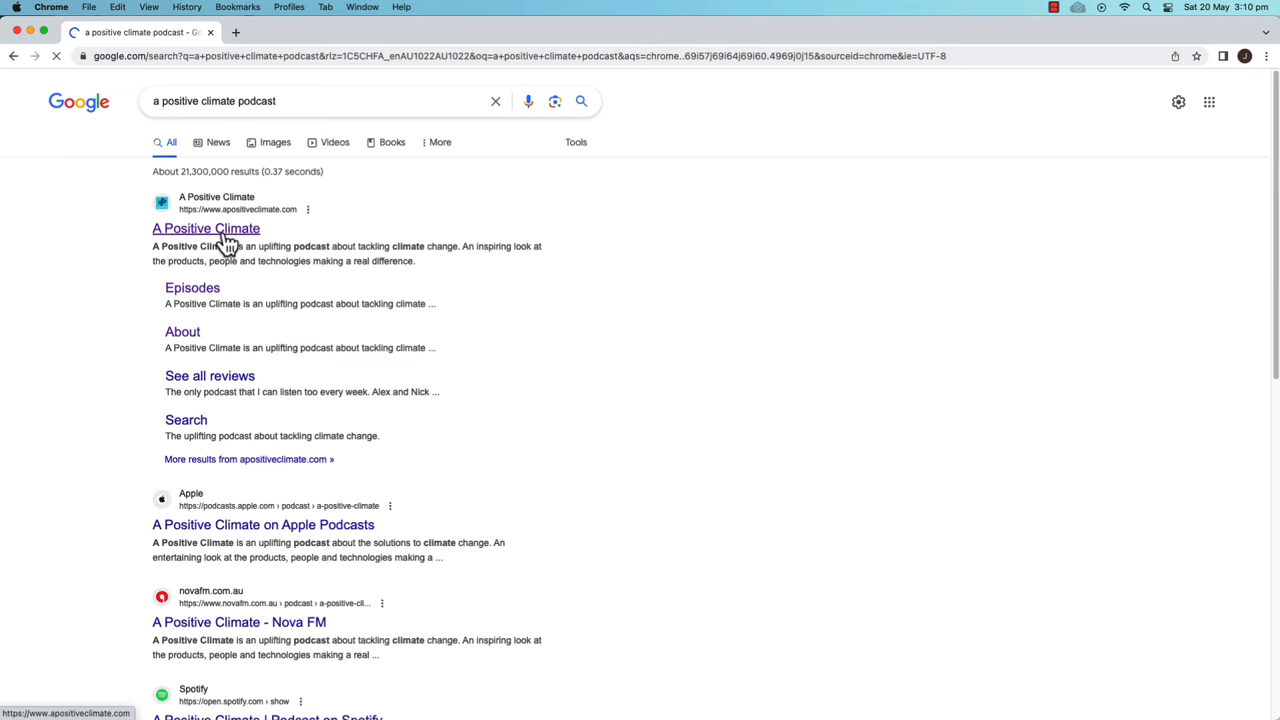 Chrome File Edit View History Bookmarks Profiles Tab Window Help Sat 20 May 3:10 pm
a positive climate podcast - Go
google.com/search?q=a+positive+climate+podcast&rlz=1C5CHFA_enAU1022AU1022&oq=a+positive+climate+podcast&aqs=chrome..69i57j69i64j69i60.4969j0j15&sourceid=chrome&ie=UTF-8 J
Google a positive climate podcast
All News Images Videos Books More Tools
About 21,300,000 results (0.37 seconds)
A Positive Climate
https://www.apositiveclimate.com
A Positive Climate
A Positive is an uplifting podcast about tackling climate change. An inspiring look at
the products, people and technologies making a real difference.
Episodes
A Positive Climate is an uplifting podcast about tackling climate ...
About
A Positive Climate is an uplifting podcast about tackling climate ...
See all reviews
The only podcast that I can listen too every week. Alex and Nick ...
Search
The uplifting podcast about tackling climate change.
More results from apositiveclimate.com »
Apple
https://podcasts.apple.com › podcast › a-positive-climate
A Positive Climate on Apple Podcasts
A Positive Climate is an uplifting podcast about the solutions to climate change. An
entertaining look at the products, people and technologies making a ...
novafm.com.au
https://www.novafm.com.au › podcast › a-positive-cli...
A Positive Climate - Nova FM
A Positive Climate is an uplifting podcast about tackling climate change. An inspiring look at
the products, people and technologies making a real ...
Spotify
https://open.spotify.com › show
A Positive Climate | Podcast on Spotify
https://www.apositiveclimate.com